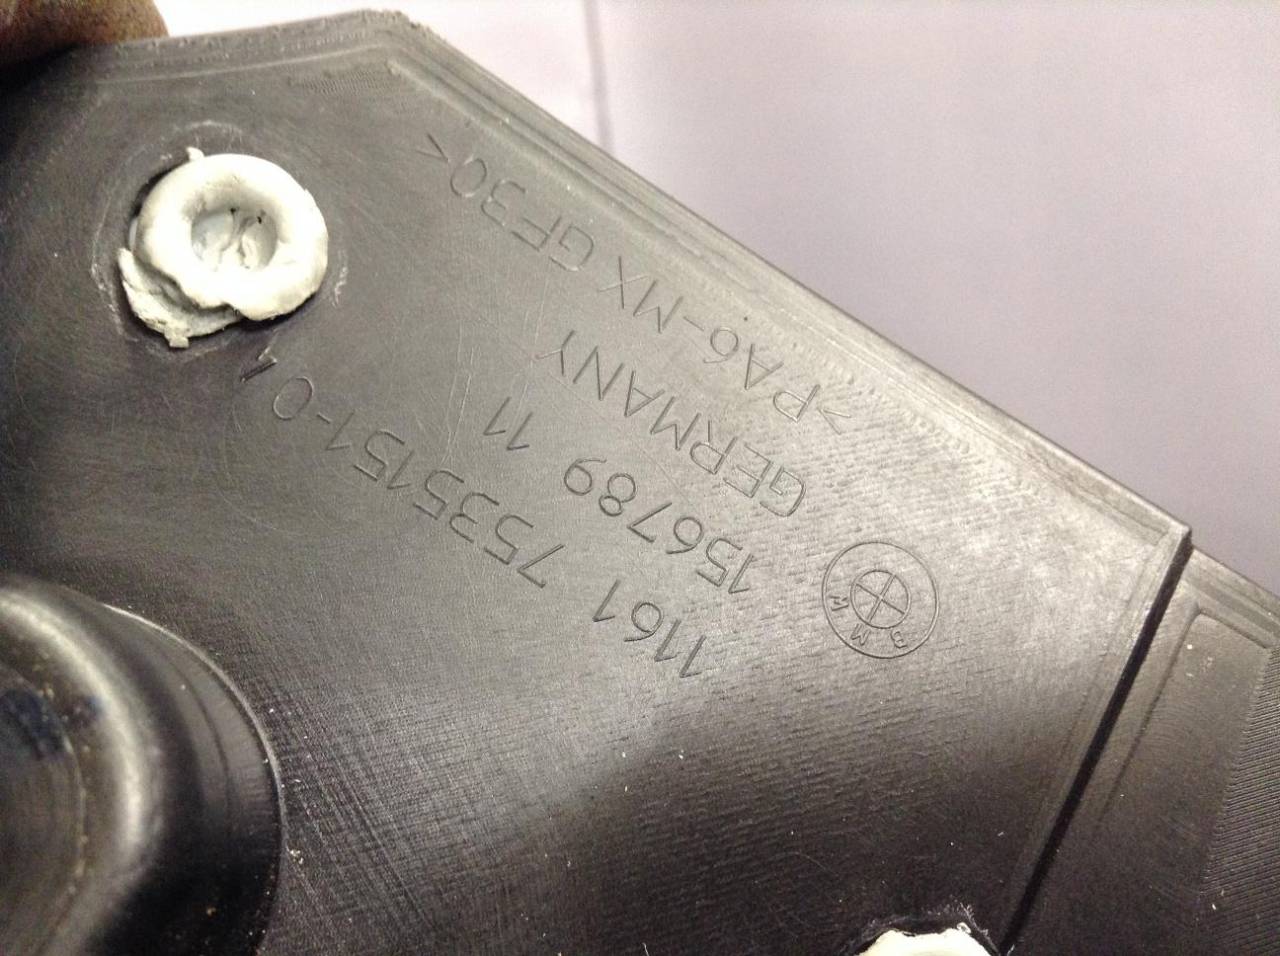 BMW
1161 7535151-01
156789 11
GERMANY
>PA6-MX GF30<